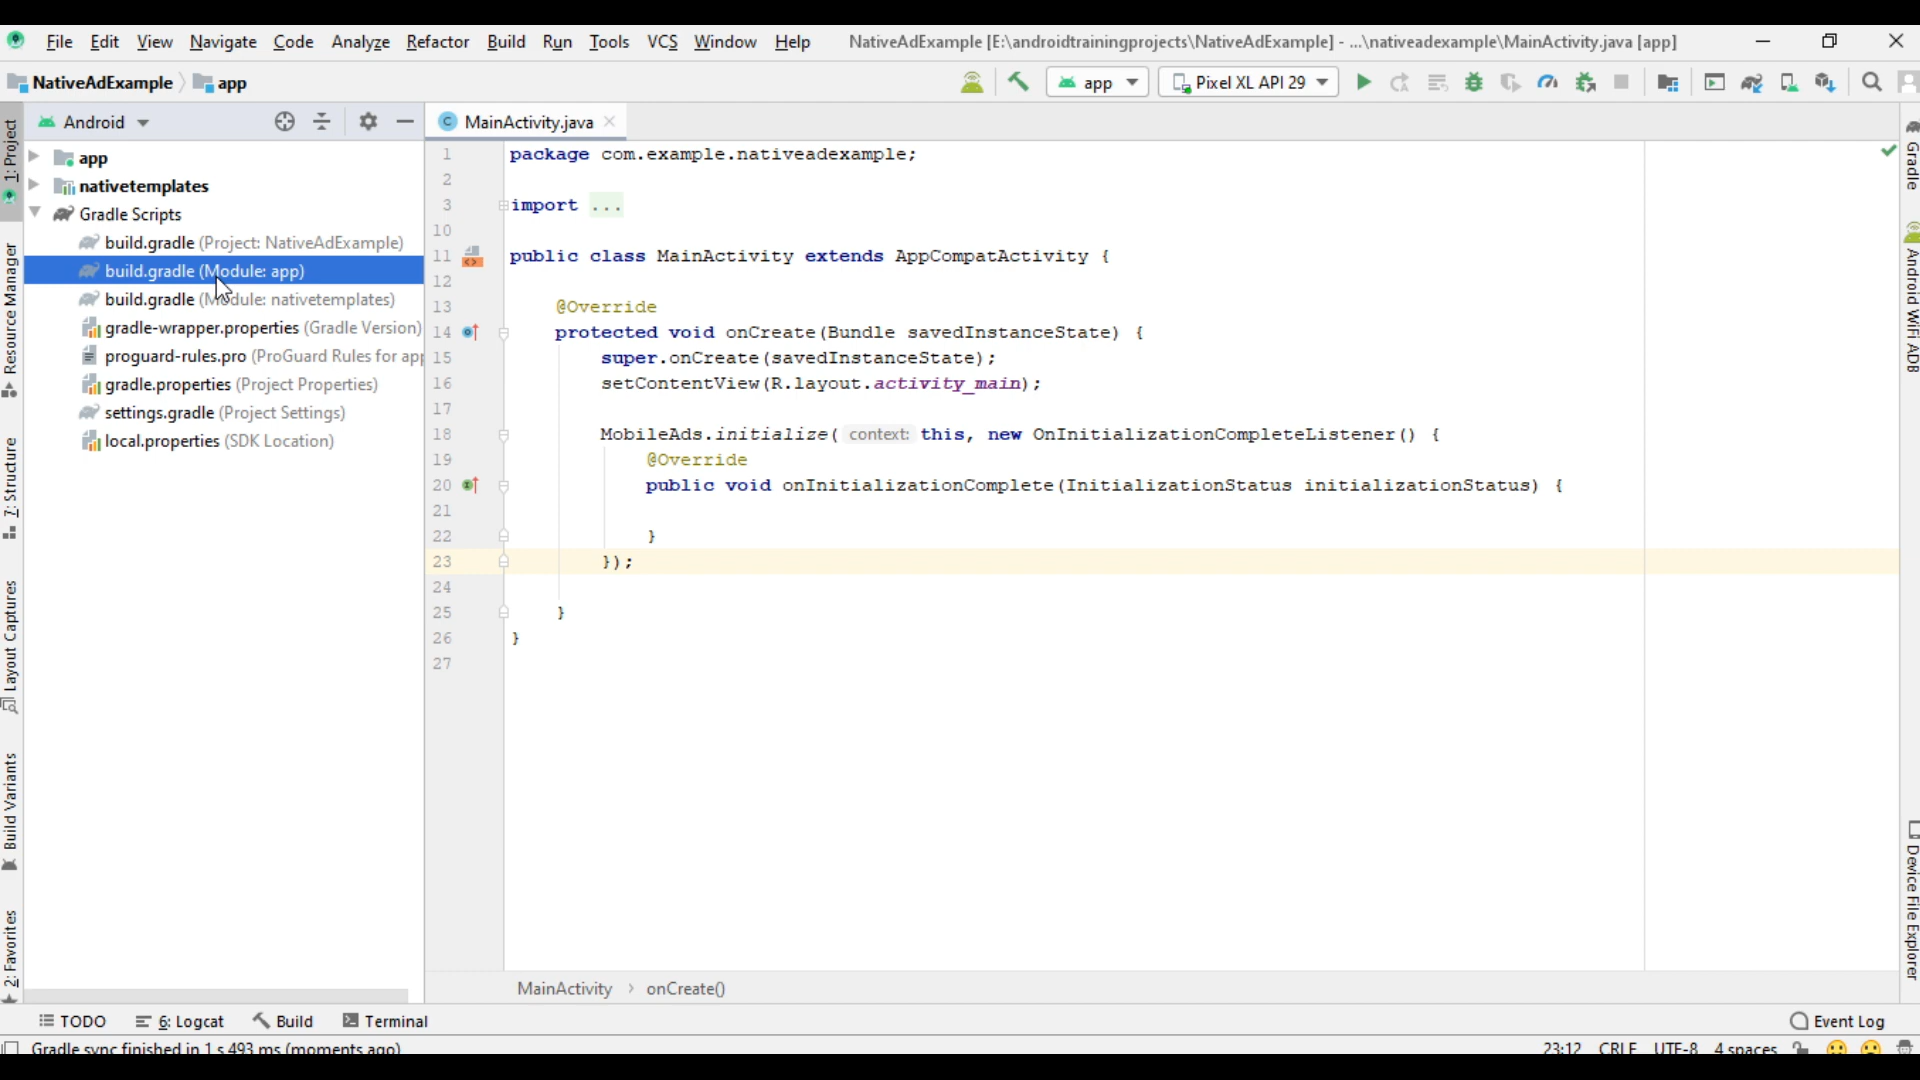 File Edit View Navigate Code Analyze Refactor Build Run Tools VCS Window Help NativeAdExample [E:\androidtrainingprojects\NativeAdExample] - ...\nativeadexample\MainActivity.java [app]
NativeAdExample app app Pixel XL API 29
Android MainActivity.java
1: Project
Resource Manager
7: Structure
Layout Captures
Build Variants
2: Favorites
app
nativetemplates
Gradle Scripts
build.gradle (Project: NativeAdExample)
build.gradle (Module: app)
build.gradle (Module: nativetemplates)
gradle-wrapper.properties (Gradle Version)
proguard-rules.pro (ProGuard Rules for app
gradle.properties (Project Properties)
settings.gradle (Project Settings)
local.properties (SDK Location)
1 package com.example.nativeadexample;
2
3 import ...
10
11 public class MainActivity extends AppCompatActivity {
12
13 @Override
14 protected void onCreate(Bundle savedInstanceState) {
15 super.onCreate(savedInstanceState);
16 setContentView(R.layout.activity_main);
17
18 MobileAds.initialize( context: this, new OnInitializationCompleteListener() {
19 @Override
20 public void onInitializationComplete(InitializationStatus initializationStatus) {
21
22 }
23 });
24
25 }
26 }
27
MainActivity › onCreate()
Gradle
Android WiFi ADB
Device File Explorer
TODO 6: Logcat Build Terminal Event Log
Gradle sync finished in 1 s 493 ms (moments ago) 23:12 CRLF UTF-8 4 spaces